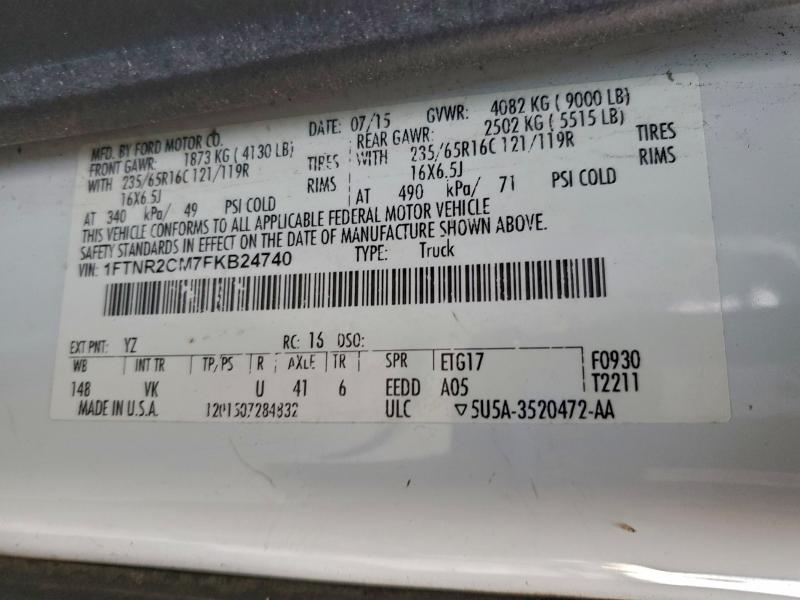 MFD. BY FORD MOTOR CO. DATE: 07/15 GVWR: 4082 KG ( 9000 LB)
FRONT GAWR: 1873 KG ( 4130 LB) REAR GAWR: 2502 KG ( 5515 LB)
WITH 235/65R16C 121/119R TIRES WITH 235/65R16C 121/119R TIRES
16X6.5J RIMS 16X6.5J RIMS
AT 340 kPa/ 49 PSI COLD AT 490 kPa/ 71 PSI COLD
THIS VEHICLE CONFORMS TO ALL APPLICABLE FEDERAL MOTOR VEHICLE
SAFETY STANDARDS IN EFFECT ON THE DATE OF MANUFACTURE SHOWN ABOVE.
VIN: 1FTNR2CM7FKB24740 TYPE: Truck
EXT PNT: YZ RC: 16 DSO:
WB INT TR TP/PS R AXLE TR SPR ETG17 F0930
148 VK U 41 6 EEDD A05 T2211
MADE IN U.S.A. 1201507284832 ULC ▽5U5A-3520472-AA